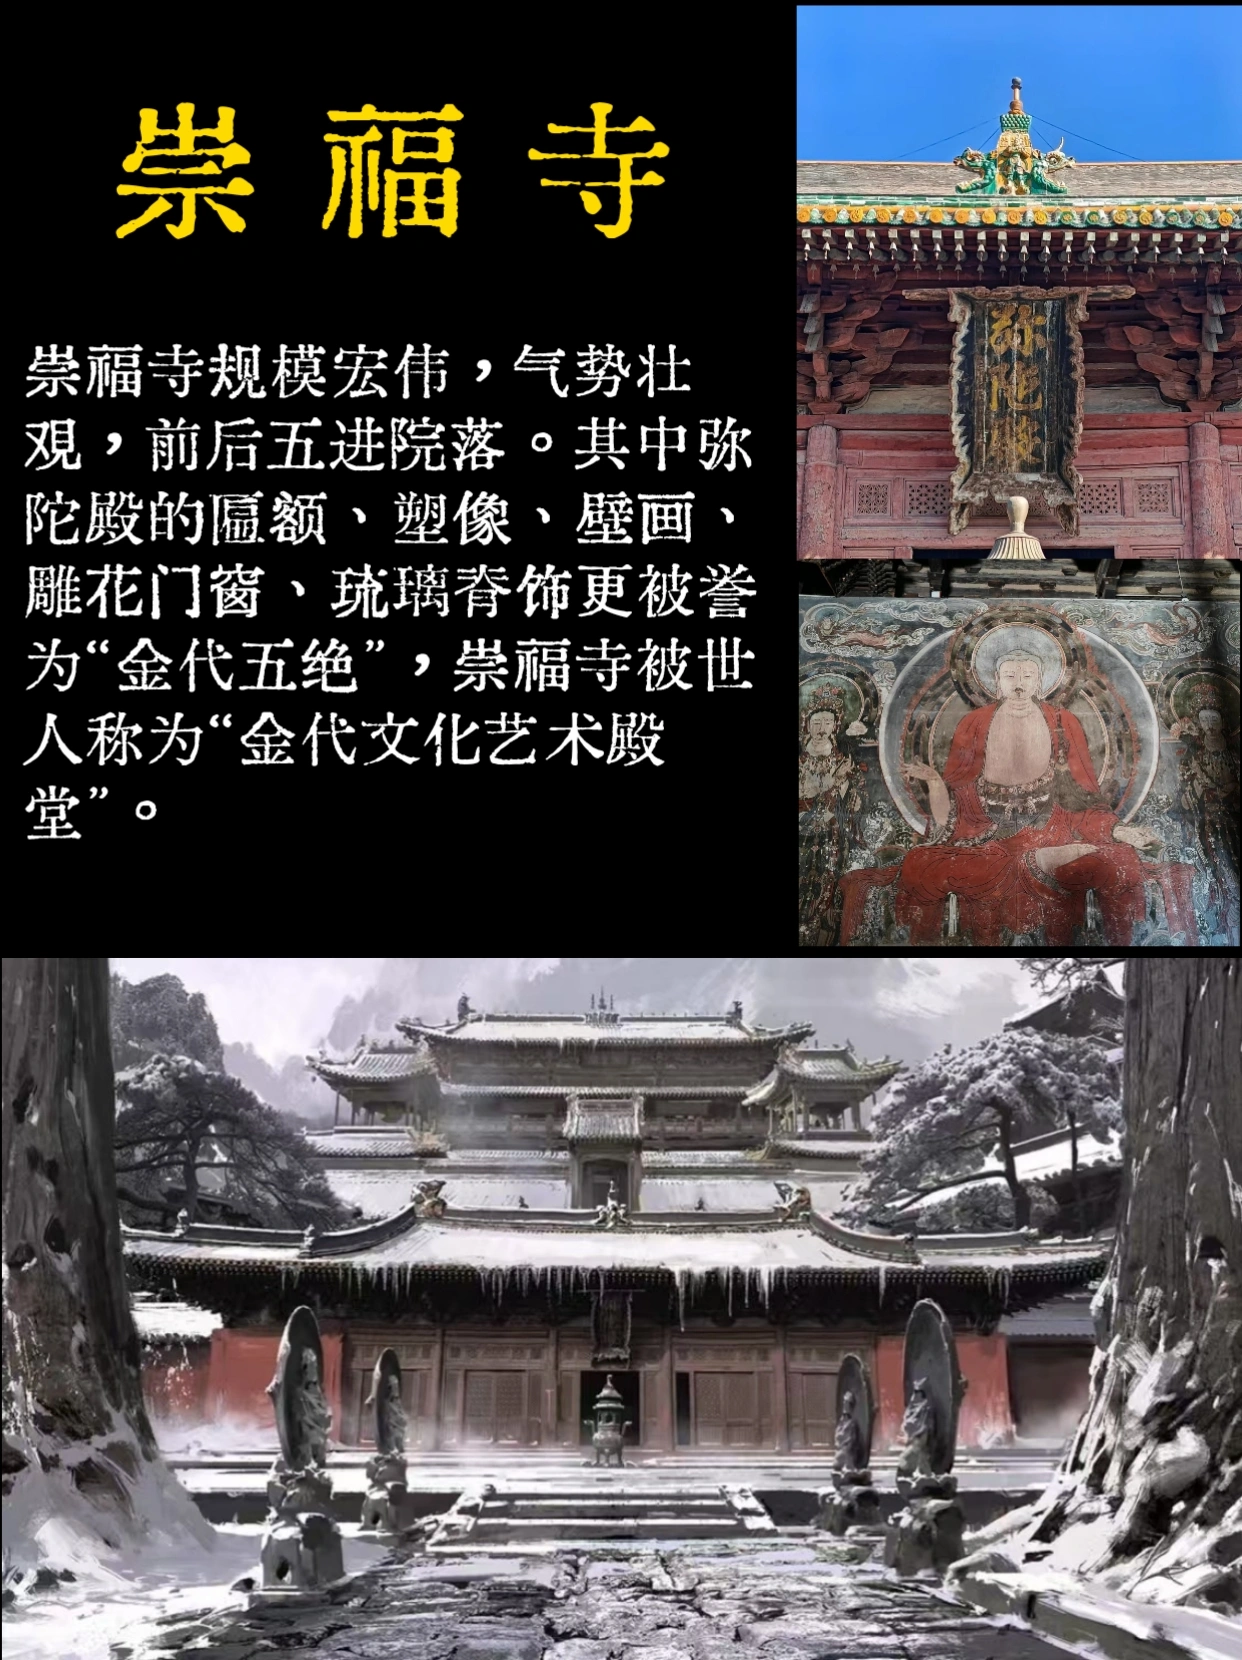 崇福寺
崇福寺规模宏伟，气势壮
观，前后五进院落。其中弥
陀殿的匾额、塑像、壁画、
雕花门窗、琉璃脊饰更被誉
为“金代五绝”，崇福寺被世
人称为“金代文化艺术殿
堂”。
弥陀殿